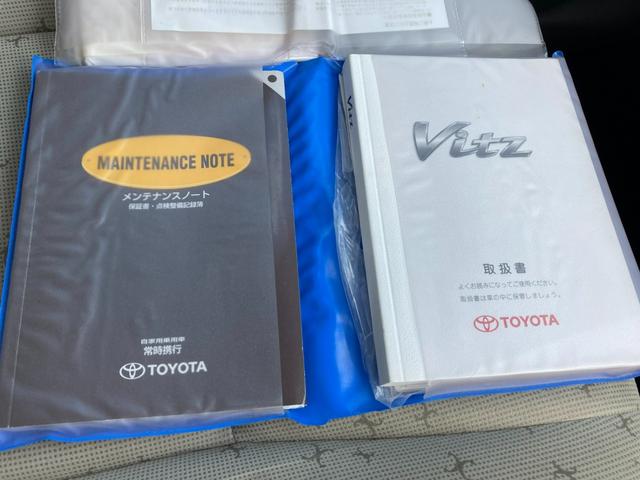 MAINTENANCE NOTE
メンテナンスノート
保証書・点検整備記録簿
自家用乗用車
常時携行
TOYOTA
Vitz
Vitz
取扱書
よくお読みになってご使用ください。
取扱書は車の中に保管しましょう。
TOYOTA